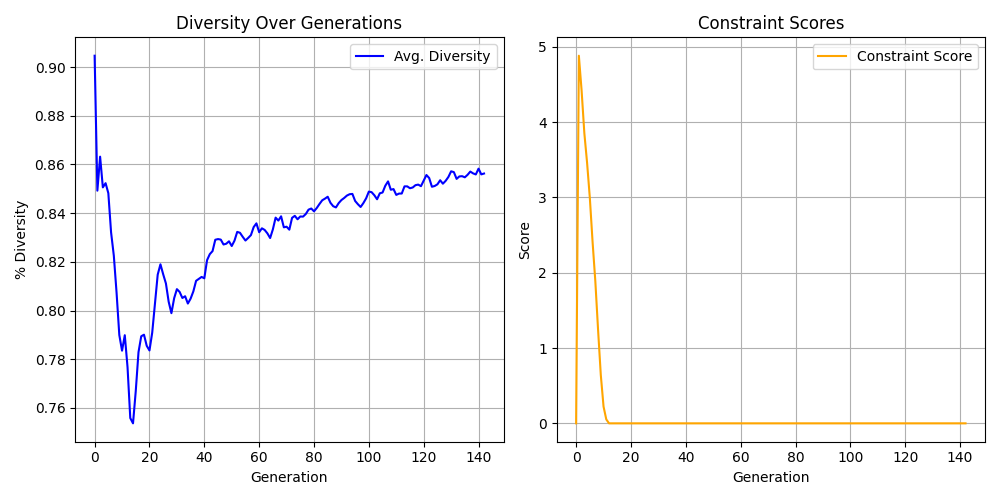 Diversity Over Generations
Avg. Diversity
% Diversity
0.90
0.88
0.86
0.84
0.82
0.80
0.78
0.76
0 20 40 60 80 100 120 140
Generation
Constraint Scores
Constraint Score
Score
5
4
3
2
1
0
0 20 40 60 80 100 120 140
Generation